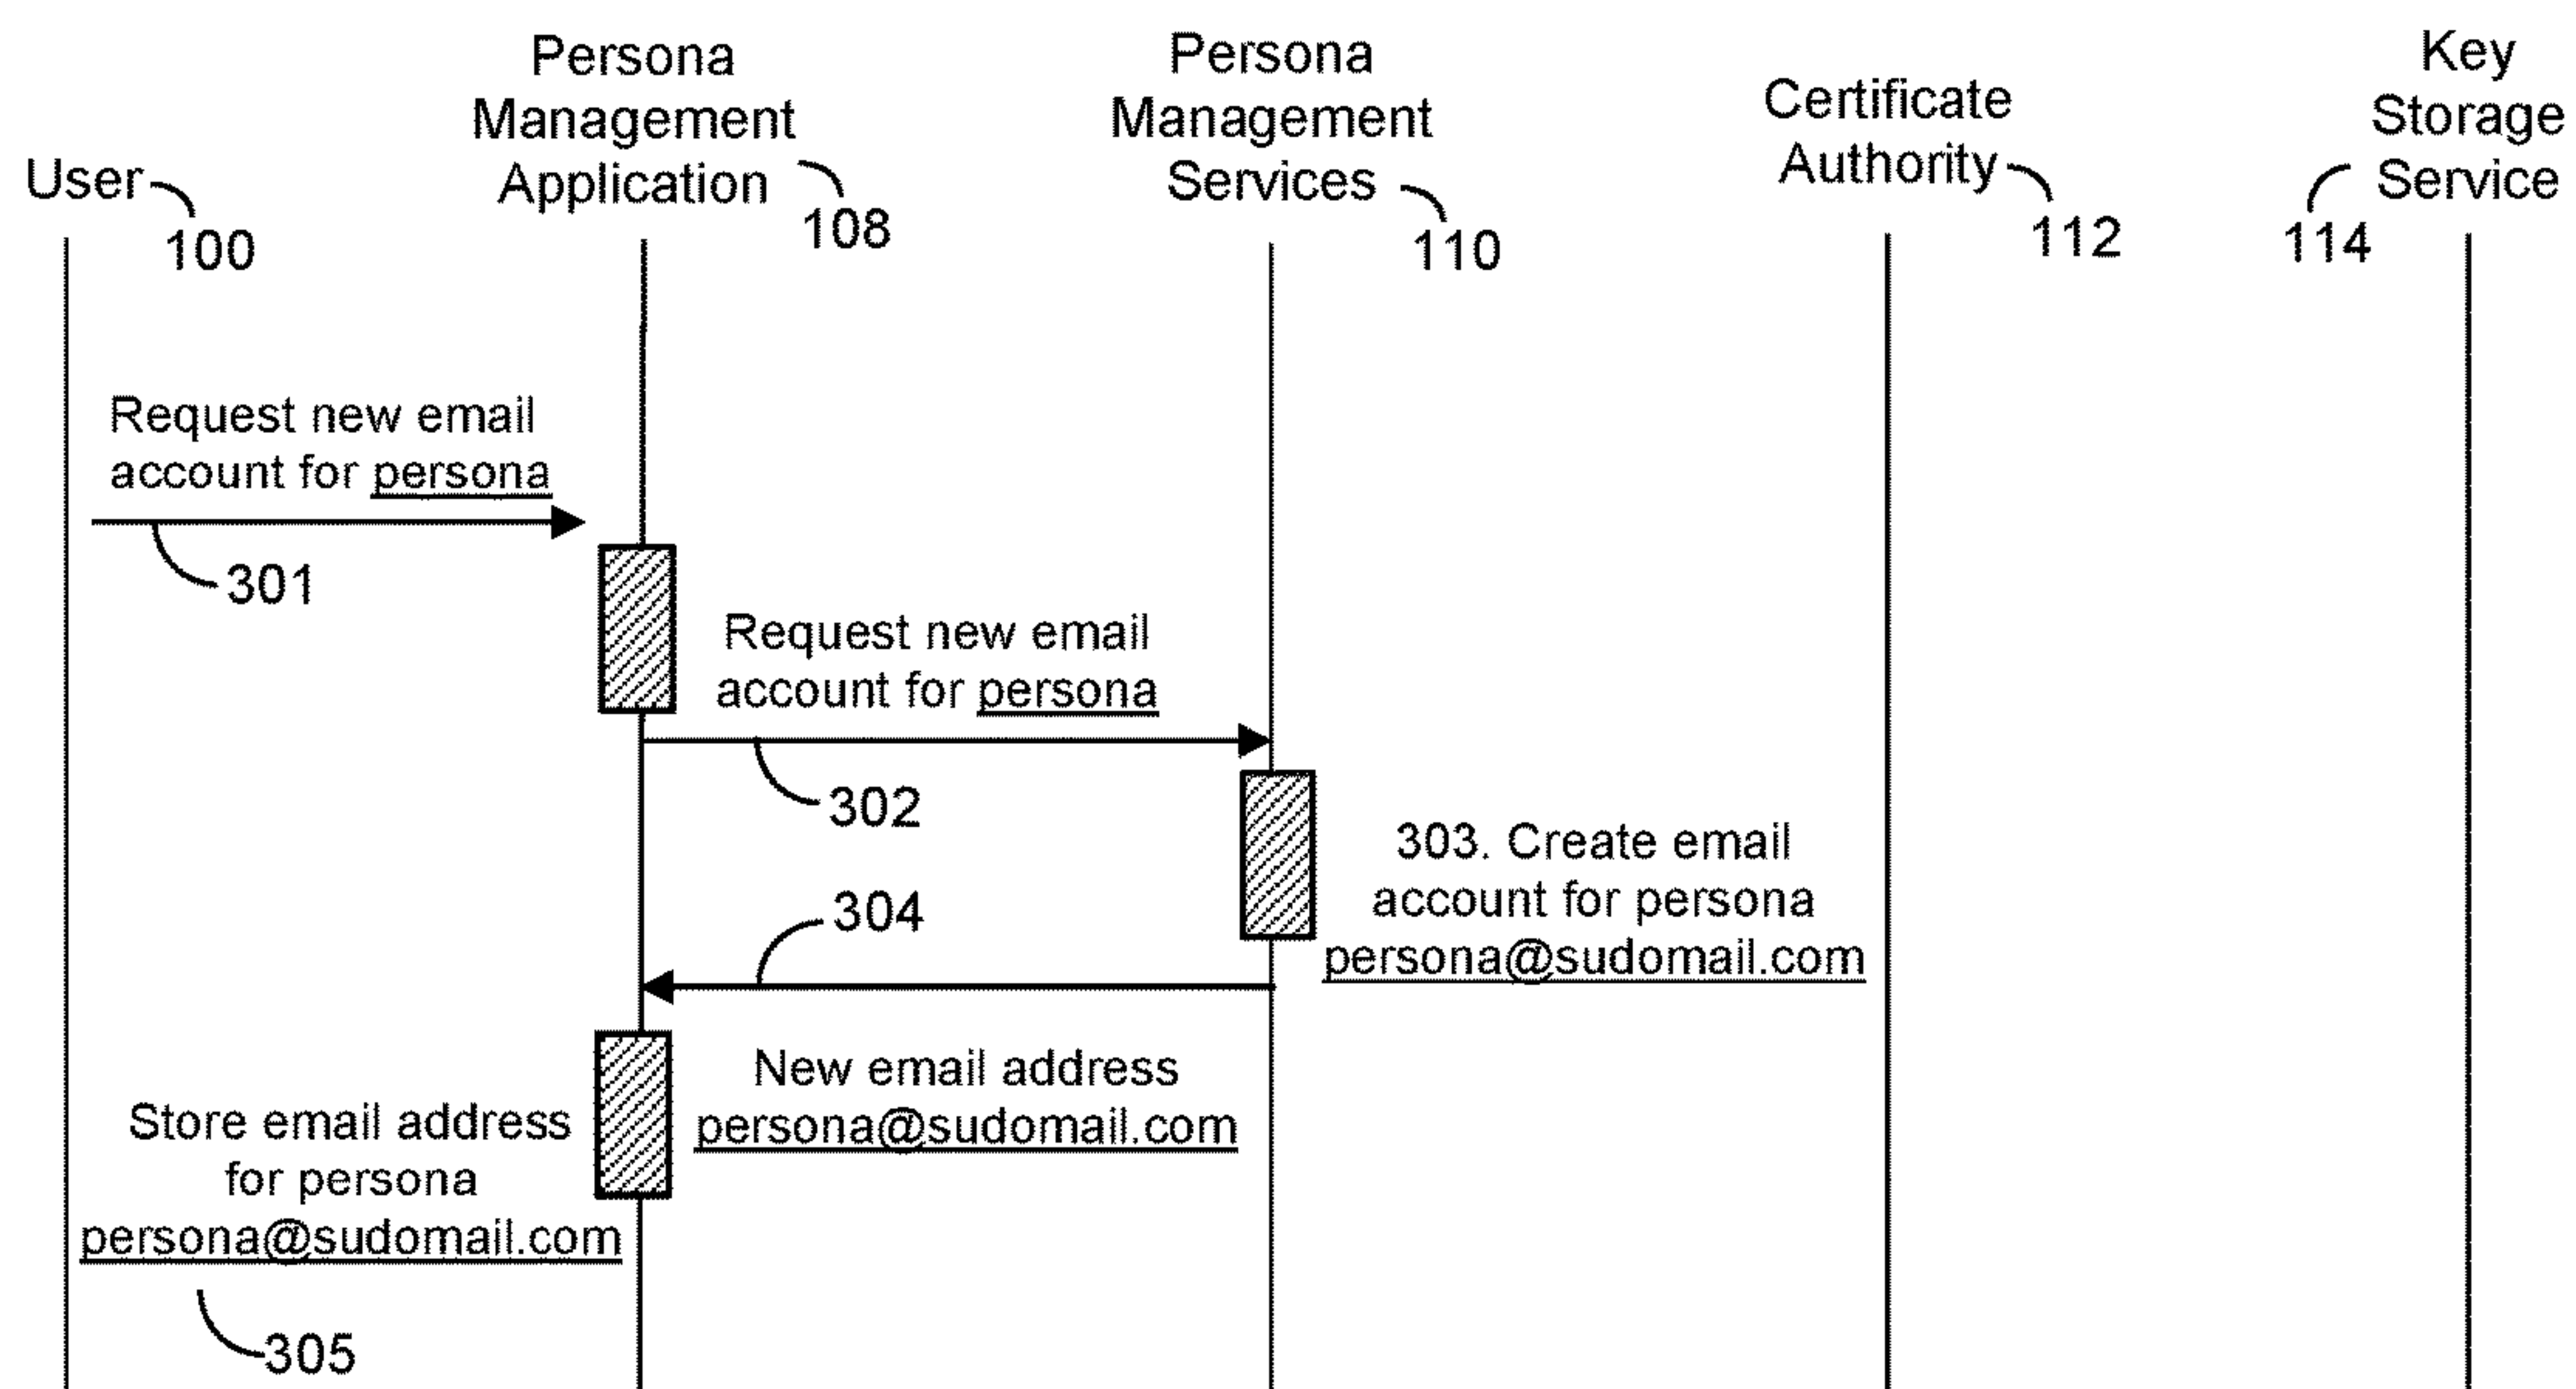 User
100
Persona
Management
Application
108
Persona
Management
Services
110
Certificate
Authority
112
Key
Storage
Service
114
Request new email
account for persona
301
Request new email
account for persona
302
303. Create email
account for persona
persona@sudomail.com
304
New email address
persona@sudomail.com
Store email address
for persona
persona@sudomail.com
305